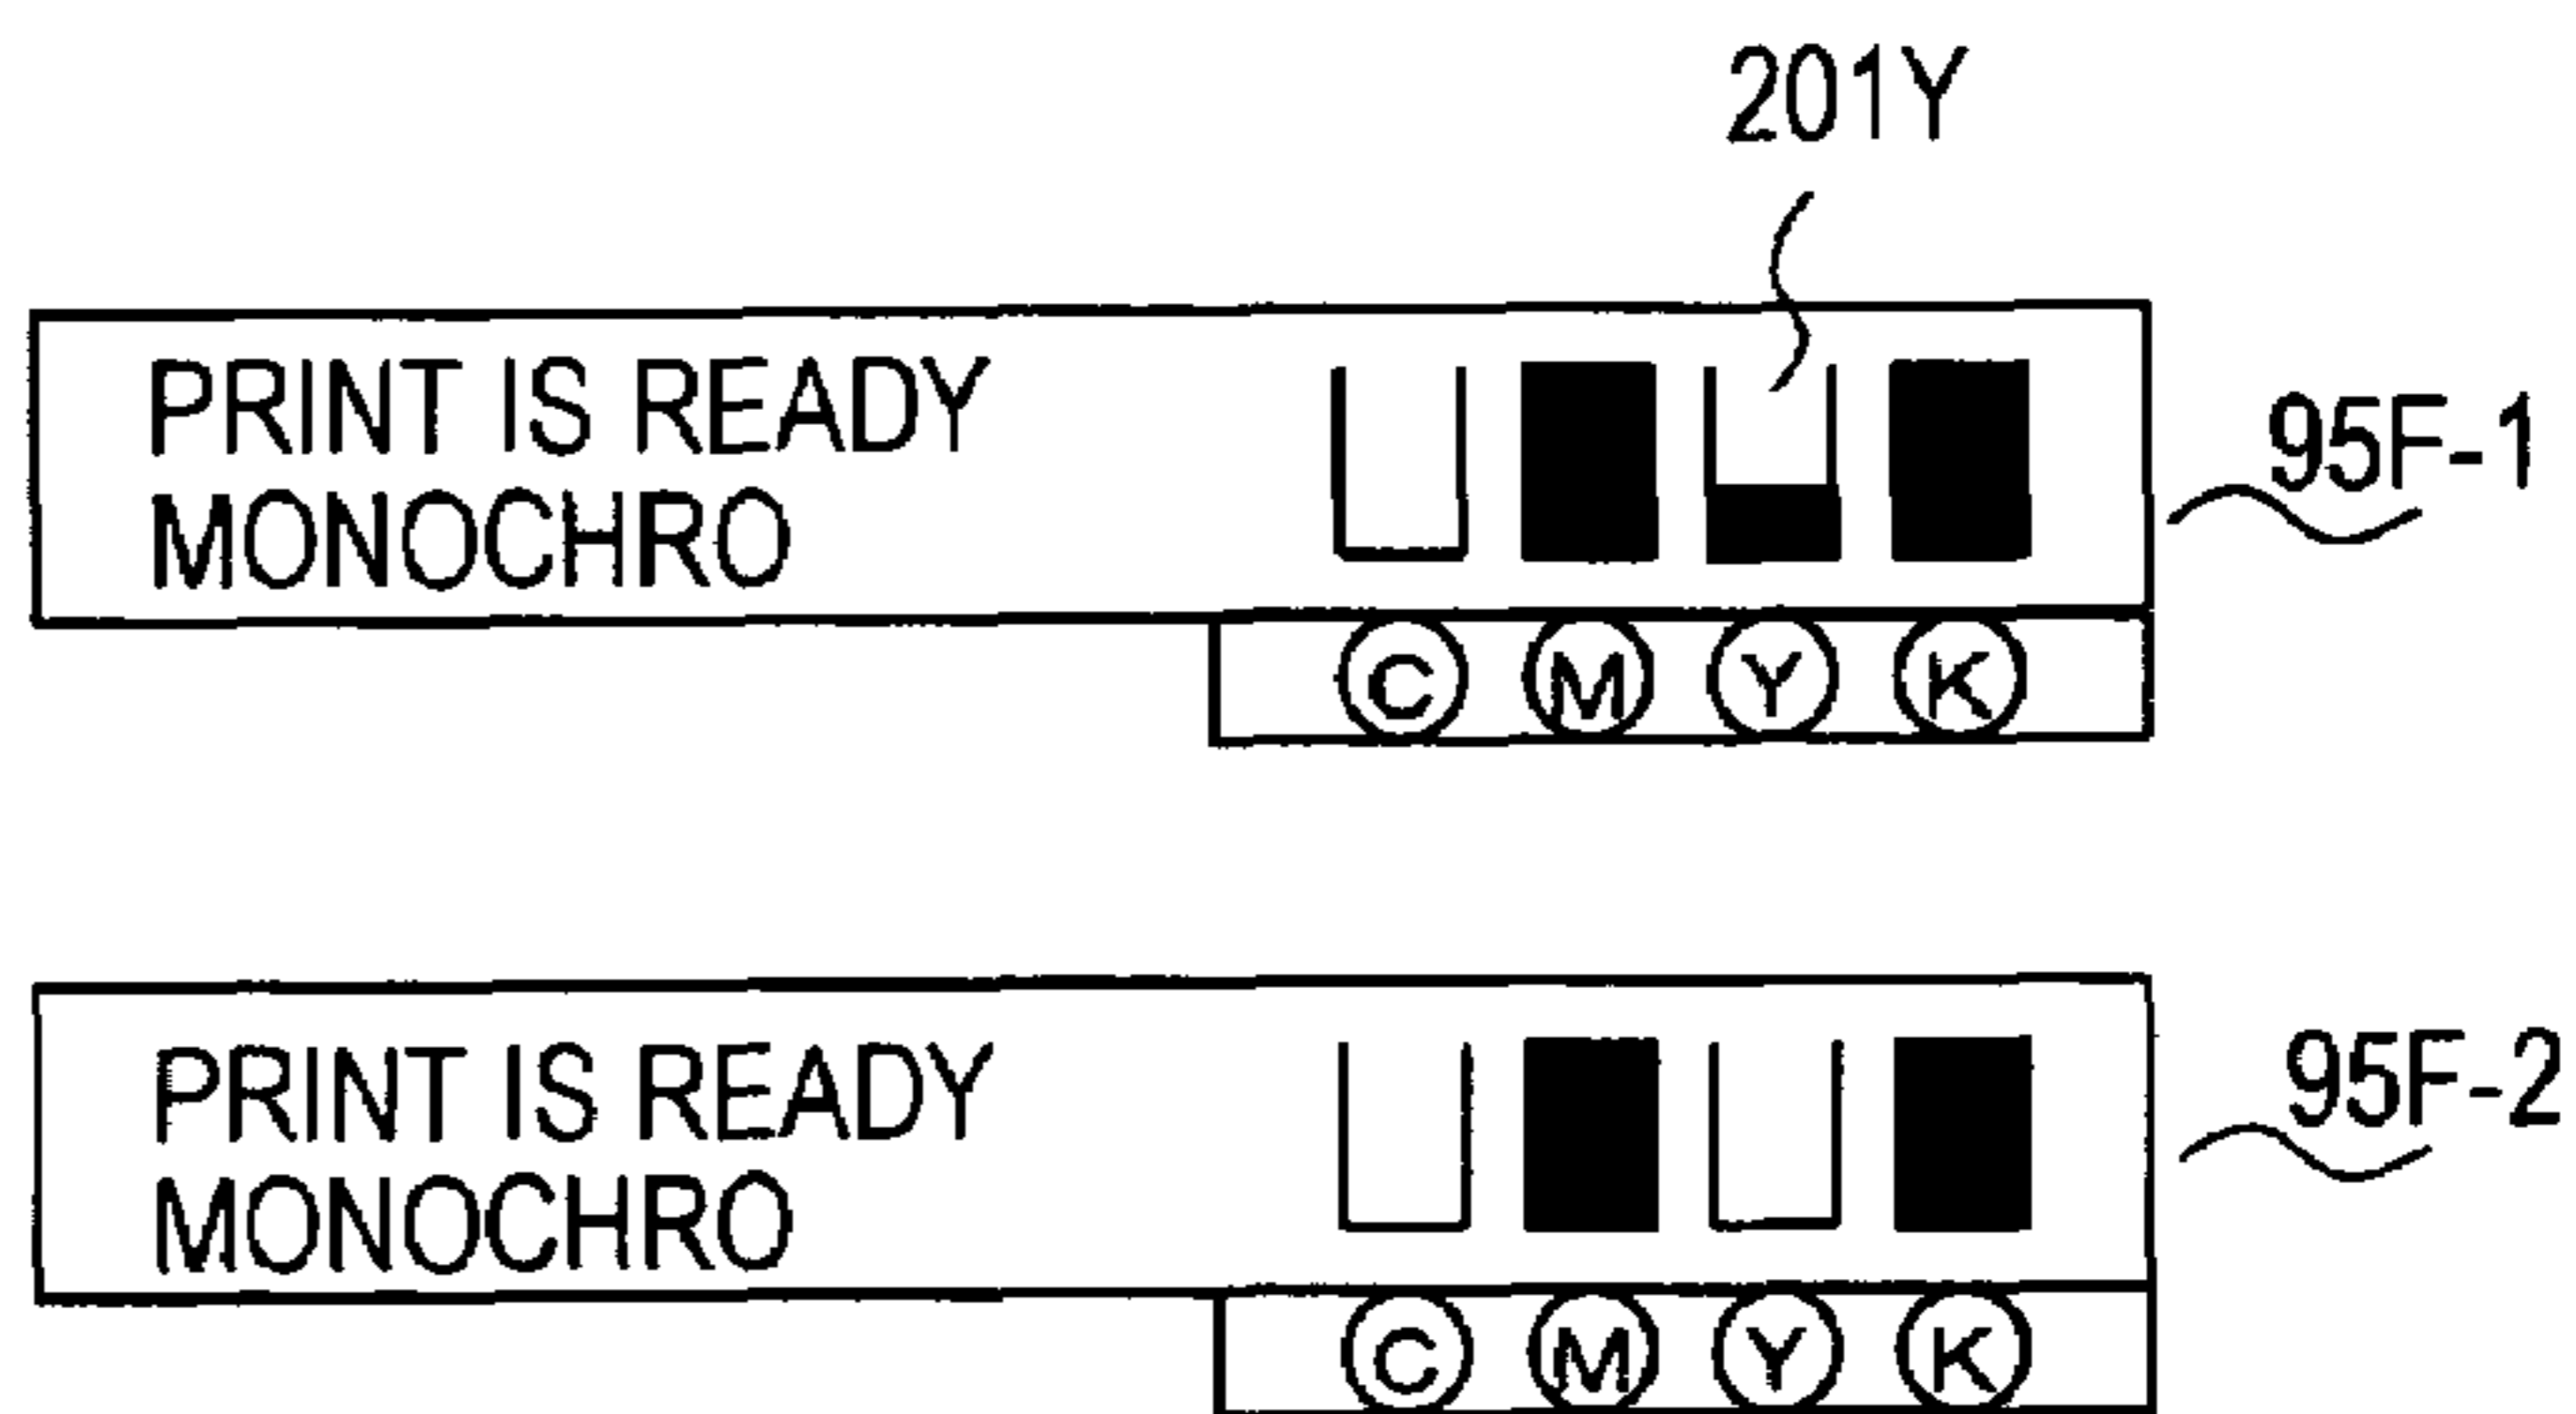 201Y
PRINT IS READY
MONOCHRO
95F-1
C M Y K
PRINT IS READY
MONOCHRO
95F-2
C M Y K